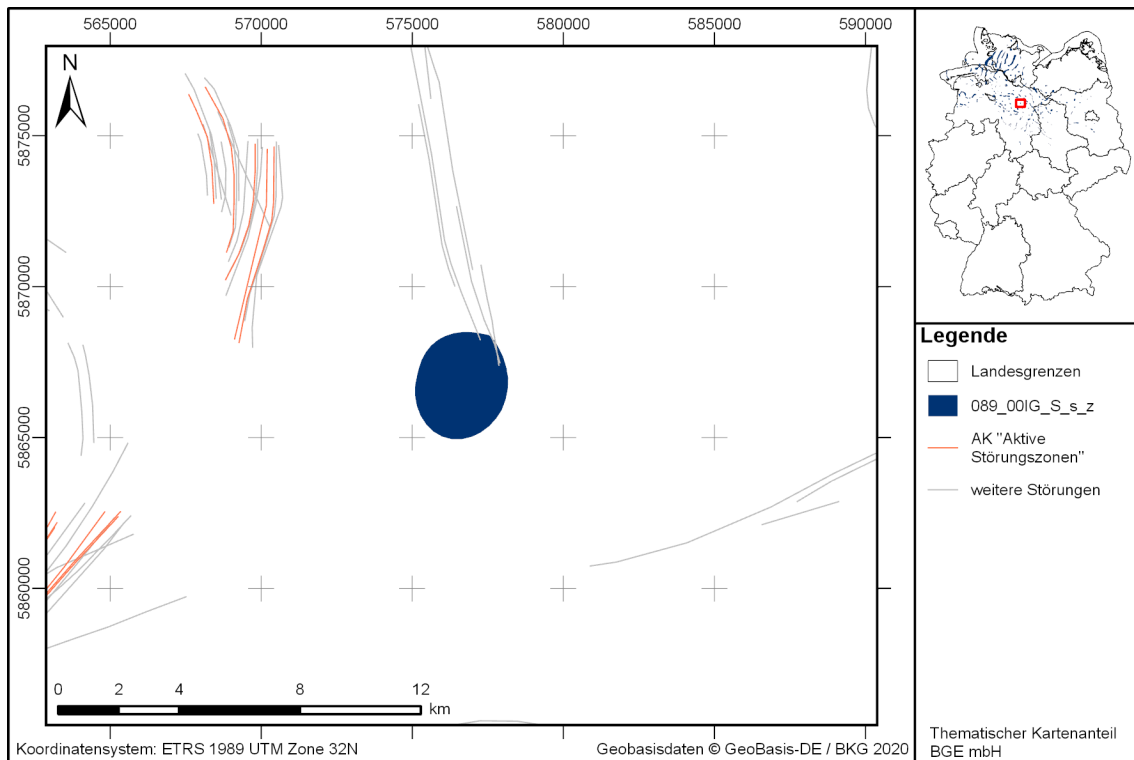 565000 570000 575000 580000 585000 590000
N
5875000
5870000
5865000
5860000
0 2 4 8 12
km
Koordinatensystem: ETRS 1989 UTM Zone 32N
Geobasisdaten © GeoBasis-DE / BKG 2020
Legende
Landesgrenzen
089_00IG_S_s_z
AK "Aktive
Störungszonen"
weitere Störungen
Thematischer Kartenanteil
BGE mbH